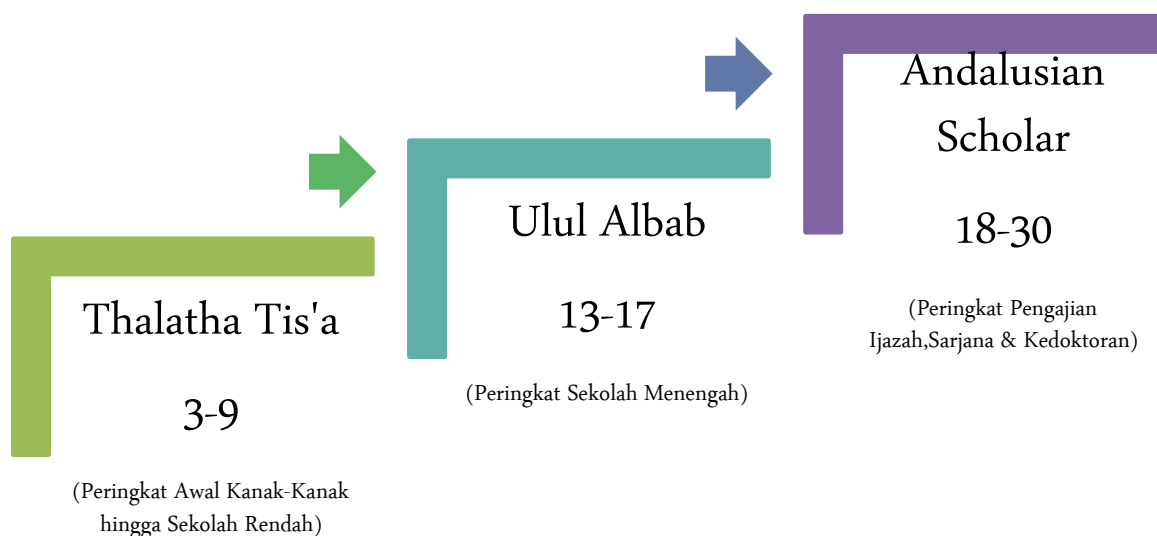 Thalatha Tis'a
3-9
(Peringkat Awal Kanak-Kanak
hingga Sekolah Rendah)
Ulul Albab
13-17
(Peringkat Sekolah Menengah)
Andalusian
Scholar
18-30
(Peringkat Pengajian
Ijazah,Sarjana & Kedoktoran)